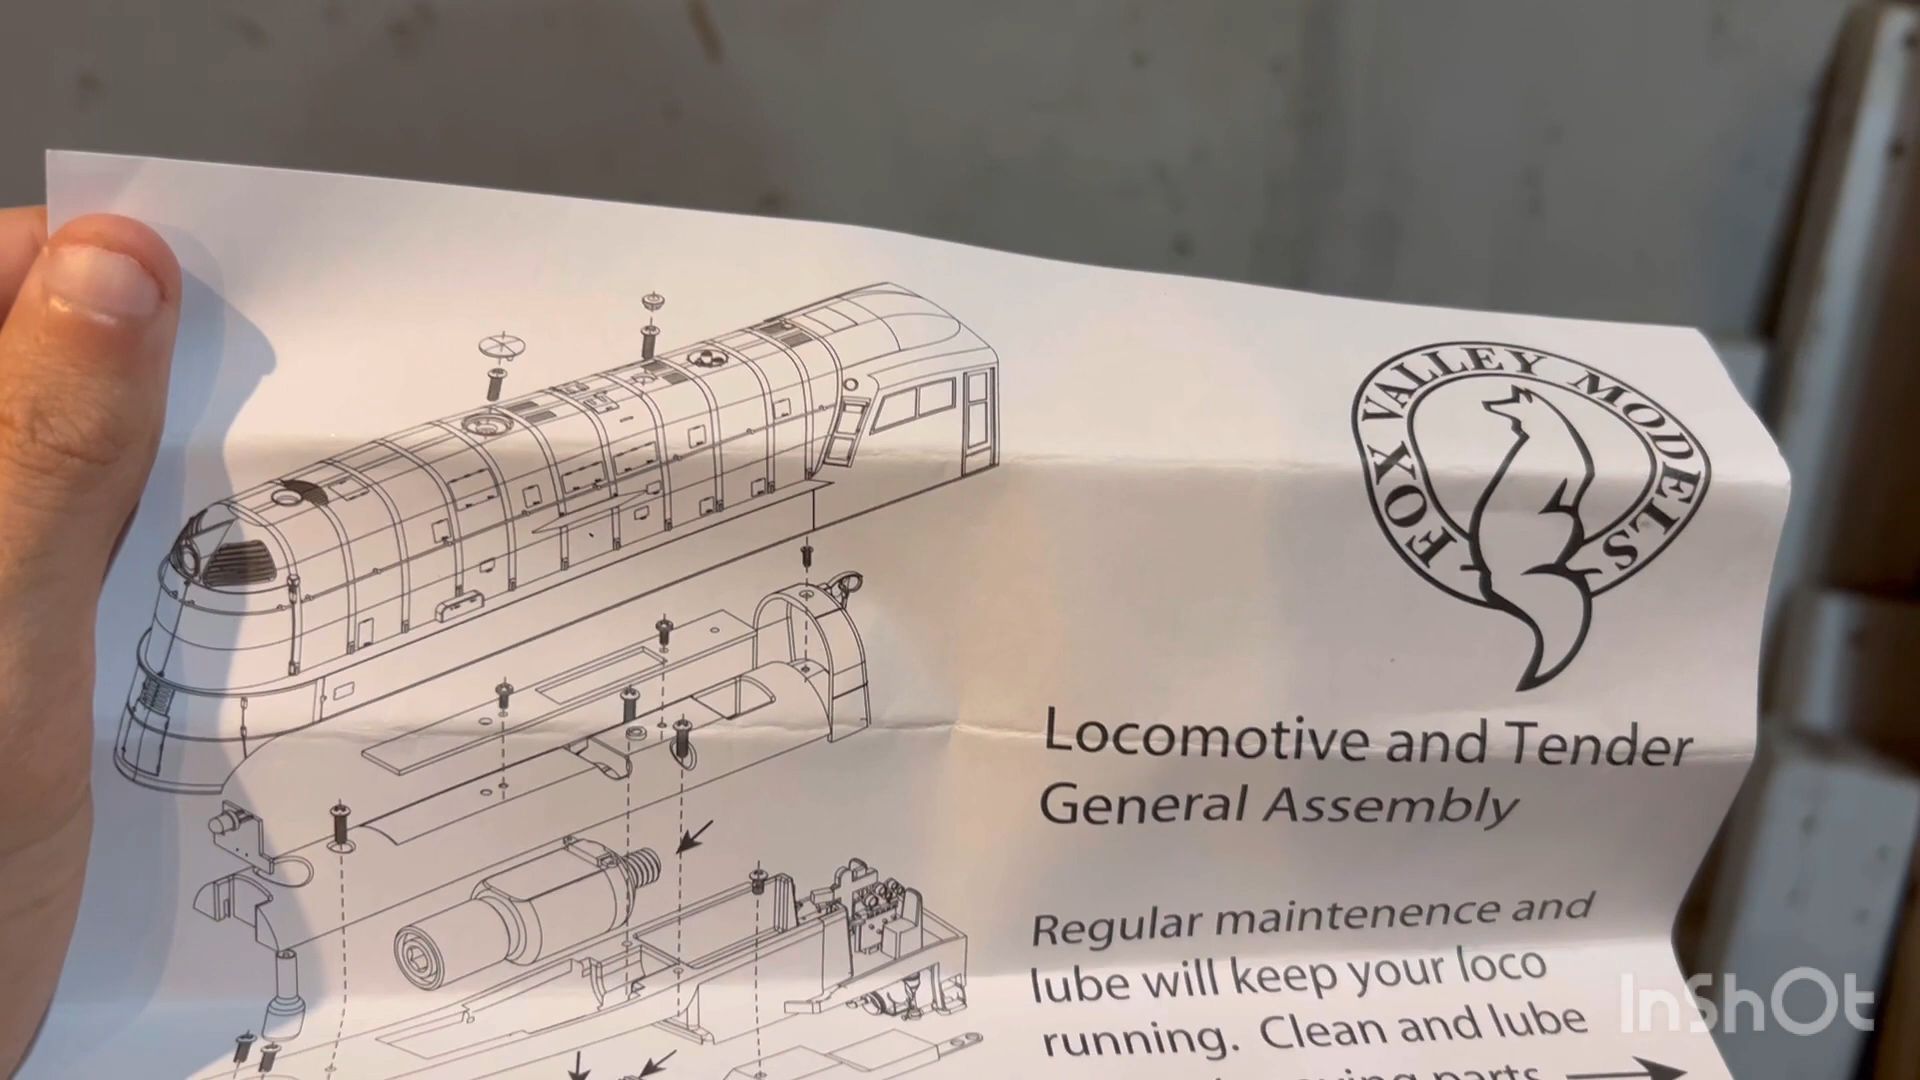 FOX VALLEY MODELS
Locomotive and Tender
General Assembly
Regular maintenence and
lube will keep your loco
running. Clean and lube
parts
InShOt